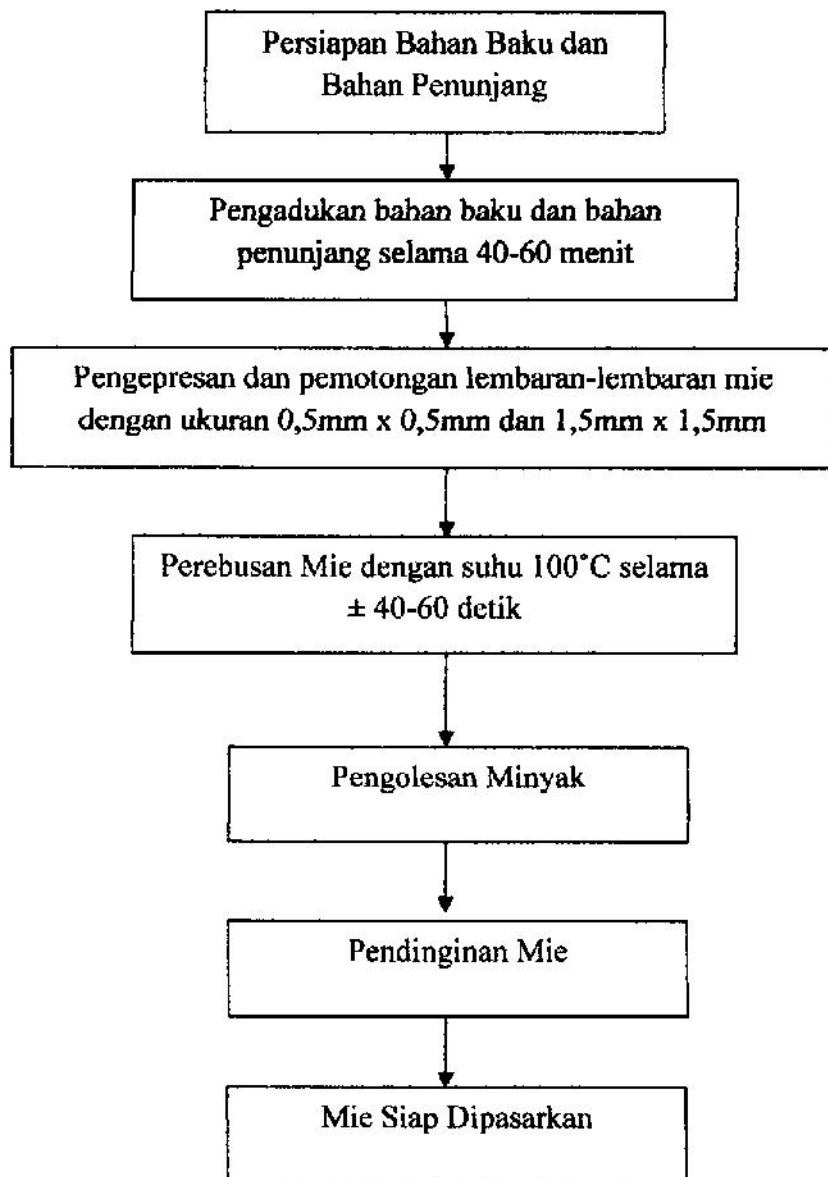 Persiapan Bahan Baku dan
Bahan Penunjang
Pengadukan bahan baku dan bahan
penunjang selama 40-60 menit
Pengepresan dan pemotongan lembaran-lembaran mie
dengan ukuran 0,5mm x 0,5mm dan 1,5mm x 1,5mm
Perebusan Mie dengan suhu 100°C selama
± 40-60 detik
Pengolesan Minyak
Pendinginan Mie
Mie Siap Dipasarkan